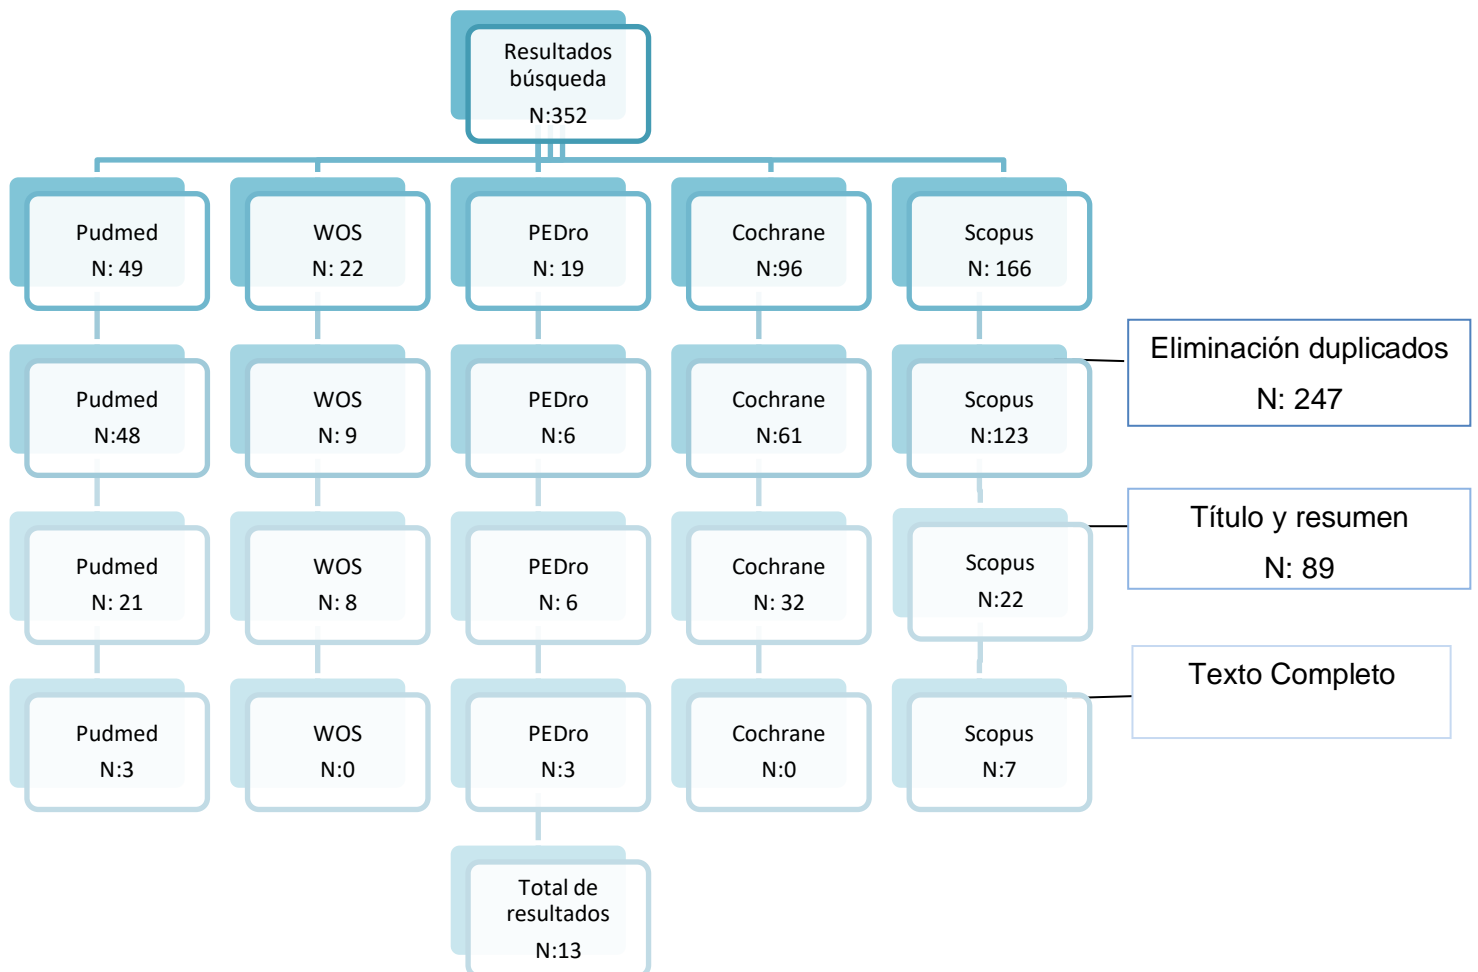 Resultados
búsqueda
N:352
Pudmed
N: 49
WOS
N: 22
PEDro
N: 19
Cochrane
N:96
Scopus
N: 166
Eliminación duplicados
N: 247
Pudmed
N:48
WOS
N: 9
PEDro
N:6
Cochrane
N:61
Scopus
N:123
Título y resumen
N: 89
Pudmed
N: 21
WOS
N: 8
PEDro
N: 6
Cochrane
N: 32
Scopus
N:22
Texto Completo
Pudmed
N:3
WOS
N:0
PEDro
N:3
Cochrane
N:0
Scopus
N:7
Total de
resultados
N:13